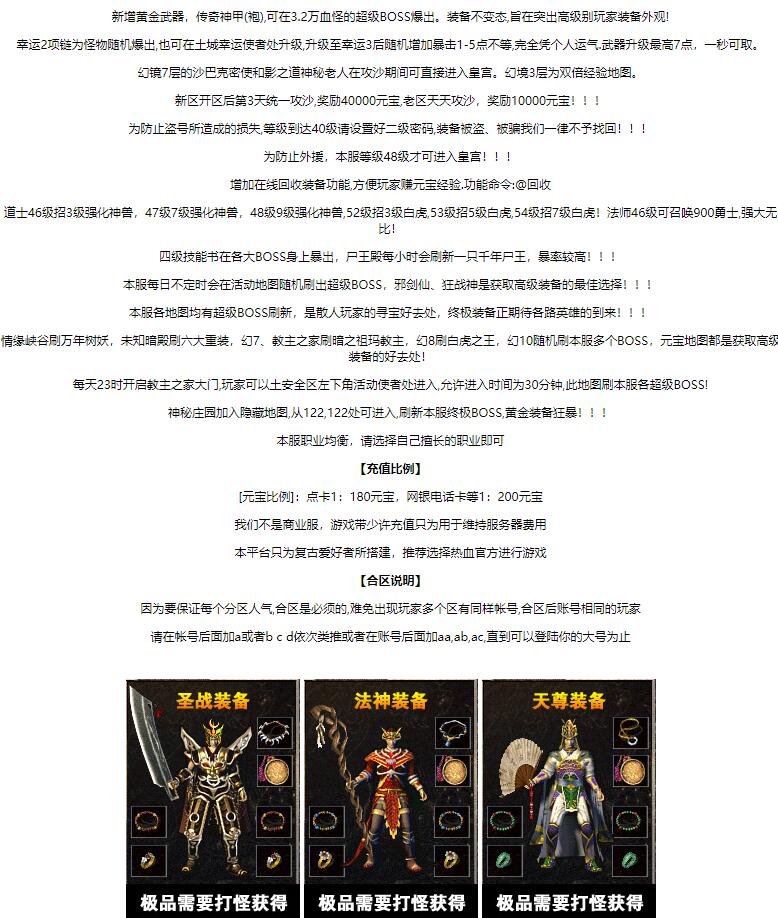 新增黄金武器，传奇神甲(袍),可在3.2万血怪的超级BOSS爆出。装备不变态,旨在突出高级别玩家装备外观!
幸运2项链为怪物随机爆出,也可在土城幸运使者处升级,升级至幸运3后随机增加暴击1-5点不等,完全凭个人运气.武器升级最高7点，一秒可取。
幻镜7层的沙巴克密使和影之道神秘老人在攻沙期间可直接进入皇宫。幻境3层为双倍经验地图。
新区开区后第3天统一攻沙,奖励40000元宝,老区天天攻沙，奖励10000元宝！！！
为防止盗号所造成的损失,等级到达40级请设置好二级密码,装备被盗、被骗我们一律不予找回！！！
为防止外援，本服等级48级才可进入皇宫！！！
增加在线回收装备功能,方便玩家赚元宝经验.功能命令:@回收
道士46级招3级强化神兽，47级7级强化神兽，48级9级强化神兽,52级招3级白虎,53级招5级白虎,54级招7级白虎！法师46级可召唤900勇士,强大无
比!
四级技能书在各大BOSS身上暴出，尸王殿每小时会刷新一只千年尸王，暴率较高！！！
本服每日不定时会在活动地图随机刷出超级BOSS，邪剑仙、狂战神是获取高级装备的最佳选择！！！
本服各地图均有超级BOSS刷新，是散人玩家的寻宝好去处，终极装备正期待各路英雄的到来！！！
情缘峡谷刷万年树妖，未知暗殿刷六大重装，幻7、教主之家刷暗之祖玛教主，幻8刷白虎之王，幻10随机刷本服多个BOSS，元宝地图都是获取高级
装备的好去处!
每天23时开启教主之家大门,玩家可以土安全区左下角活动使者处进入,允许进入时间为30分钟,此地图刷本服各超级BOSS!
神秘庄园加入隐藏地图,从122,122处可进入,刷新本服终极BOSS,黄金装备狂暴！！！
本服职业均衡，请选择自己擅长的职业即可
【充值比例】
[元宝比例]：点卡1：180元宝，网银电话卡等1：200元宝
我们不是商业服，游戏带少许充值只为用于维持服务器费用
本平台只为复古爱好者所搭建，推荐选择热血官方进行游戏
【合区说明】
因为要保证每个分区人气,合区是必须的,难免出现玩家多个区有同样帐号,合区后账号相同的玩家
请在帐号后面加a或者b c d依次类推或者在账号后面加aa,ab,ac,直到可以登陆你的大号为止
圣战装备
法神装备
天尊装备
极品需要打怪获得
极品需要打怪获得
极品需要打怪获得